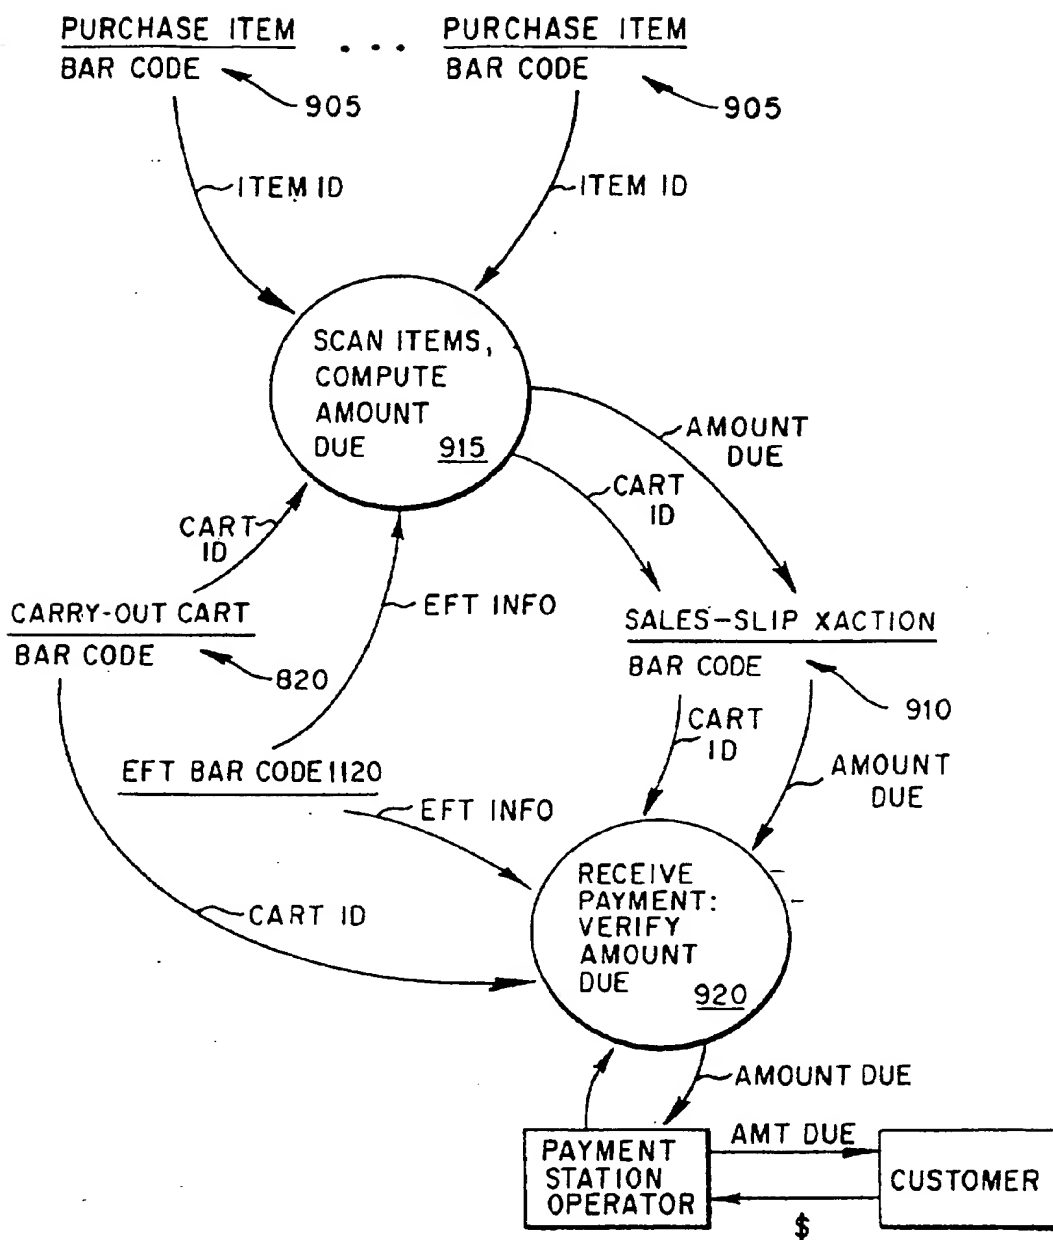 PURCHASE ITEM ... PURCHASE ITEM
BAR CODE
BAR CODE
905
905
ITEM ID
ITEM ID
SCAN ITEMS,
COMPUTE
AMOUNT
DUE 915
AMOUNT
DUE
CART
ID
CART
ID
EFT INFO
CARRY-OUT CART
BAR CODE
820
SALES-SLIP XACTION
BAR CODE
910
CART
ID
EFT BAR CODE 1120
AMOUNT
DUE
EFT INFO
RECEIVE
PAYMENT:
VERIFY
AMOUNT
DUE
920
CART ID
AMOUNT DUE
AMT DUE
PAYMENT
STATION
OPERATOR
CUSTOMER
$